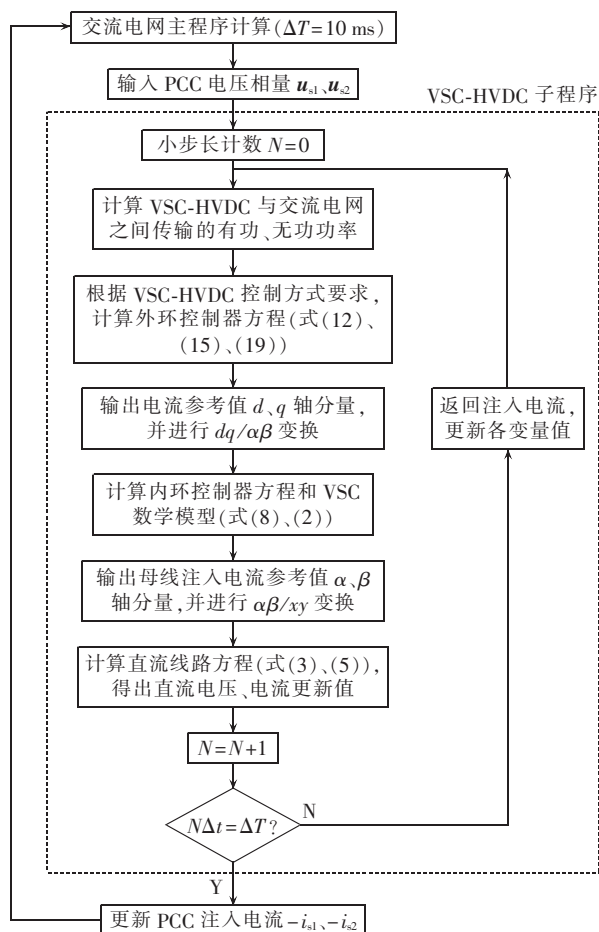 交流电网主程序计算(ΔT=10 ms)
输入 PCC 电压相量 u_s1、u_s2
VSC-HVDC 子程序
小步长计数 N=0
计算 VSC-HVDC 与交流电网
之间传输的有功、无功功率
根据 VSC-HVDC 控制方式要求，
计算外环控制器方程(式(12)、
(15)、(19))
输出电流参考值 d、q 轴分量，
并进行 dq/αβ 变换
返回注入电流，
更新各变量值
计算内环控制器方程和 VSC
数学模型(式(8)、(2))
输出母线注入电流参考值 α、β
轴分量，并进行 αβ/xy 变换
计算直流线路方程(式(3)、(5))，
得出直流电压、电流更新值
N=N+1
NΔt=ΔT?
N
Y
更新 PCC 注入电流-i_s1、-i_s2